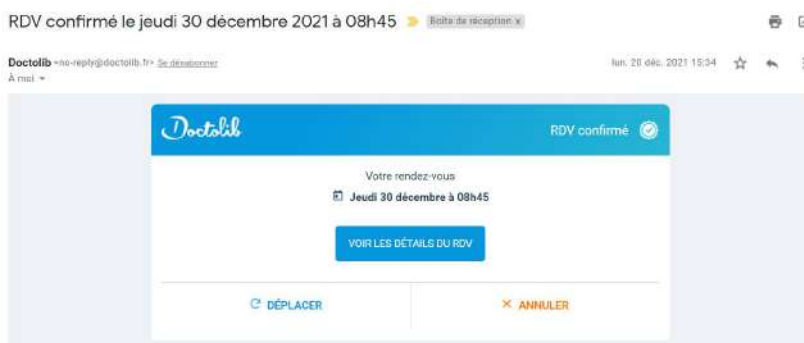 RDV confirmé le jeudi 30 décembre 2021 à 08h45 Boîte de réception x
Doctolib <no-reply@doctolib.fr> Se désabonner lun. 20 déc. 2021 15:34
À moi
Doctolib RDV confirmé
Votre rendez-vous
Jeudi 30 décembre à 08h45
VOIR LES DÉTAILS DU RDV
DÉPLACER ANNULER